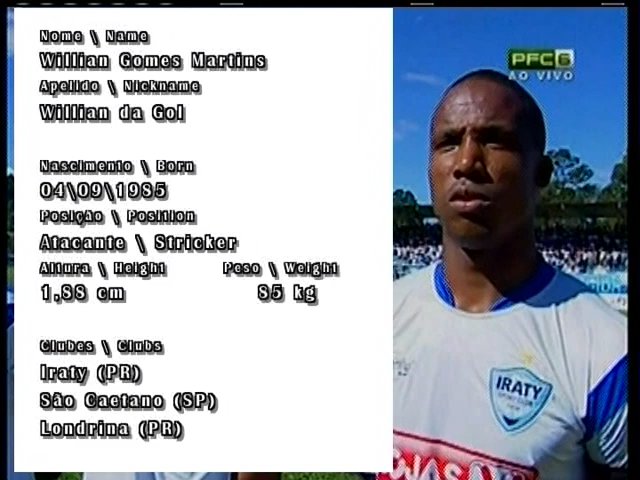 Nome \ Name
Willian Gomes Martins
Apelido \ Nickname
Willian da Gol
Nascimento \ Born
04\09\1985
Posição \ Position
Atacante \ Stricker
Altura \ Height Peso \ Weight
1,88 cm 85 kg
Clubes \ Clubs
Iraty (PR)
São Caetano (SP)
Londrina (PR)
PFC 6
AO VIVO
IRATY